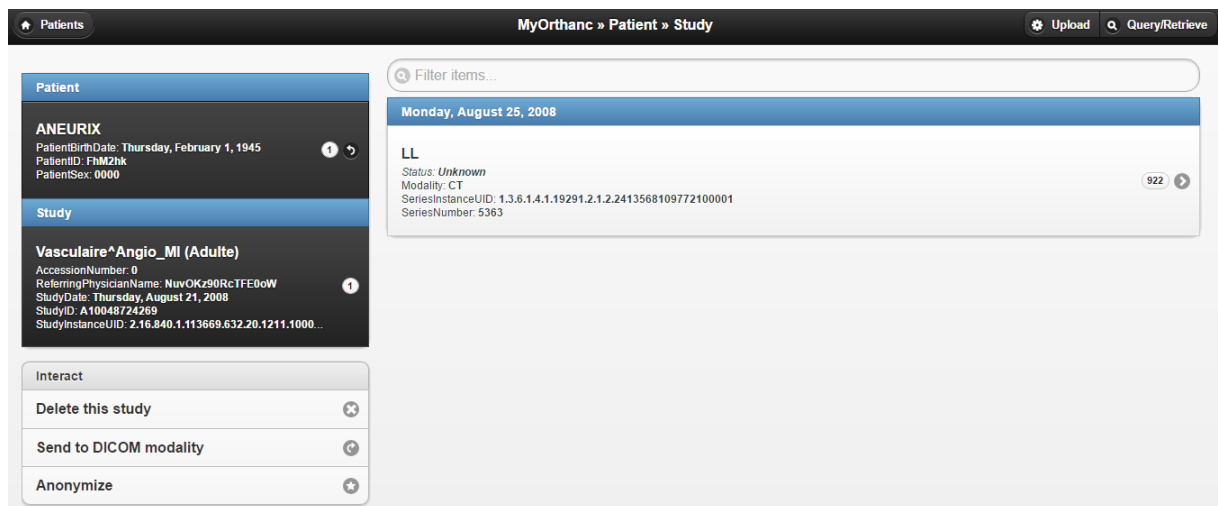 Patients
MyOrthanc » Patient » Study
Upload
Query/Retrieve
Patient
ANEURIX
PatientBirthDate: Thursday, February 1, 1945
PatientID: FhM2hk
PatientSex: 0000
1
Study
Vasculaire^Angio_MI (Adulte)
AccessionNumber: 0
ReferringPhysicianName: NuvOKz90RcTFE0oW
StudyDate: Thursday, August 21, 2008
StudyID: A10048724269
StudyInstanceUID: 2.16.840.1.113669.632.20.1211.1000...
1
Interact
Delete this study
Send to DICOM modality
Anonymize
Filter items...
Monday, August 25, 2008
LL
Status: Unknown
Modality: CT
SeriesInstanceUID: 1.3.6.1.4.1.19291.2.1.2.2413568109772100001
SeriesNumber: 5363
922